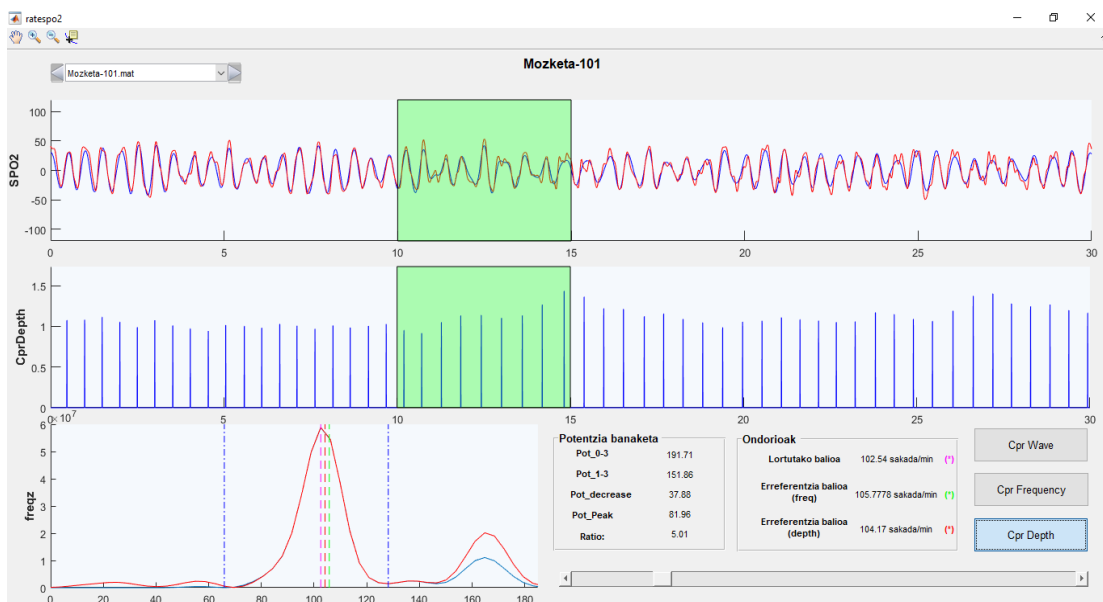 ratespo2
Mozketa-101.mat
Mozketa-101
SPO2
100
50
0
-50
-100
0 5 10 15 20 25 30
CprDepth
1.5
1
0.5
0
0 5 10 15 20 25 30
×10^7
freqz
6
5
4
3
2
1
0
0 20 40 60 80 100 120 140 160 180
Potentzia banaketa
Pot_0-3 191.71
Pot_1-3 151.86
Pot_decrease 37.88
Pot_Peak 81.96
Ratio: 5.01
Ondorioak
Lortutako balioa 102.54 sakada/min (*)
Erreferentzia balioa
(freq) 105.7778 sakada/min (*)
Erreferentzia balioa
(depth) 104.17 sakada/min (*)
Cpr Wave
Cpr Frequency
Cpr Depth